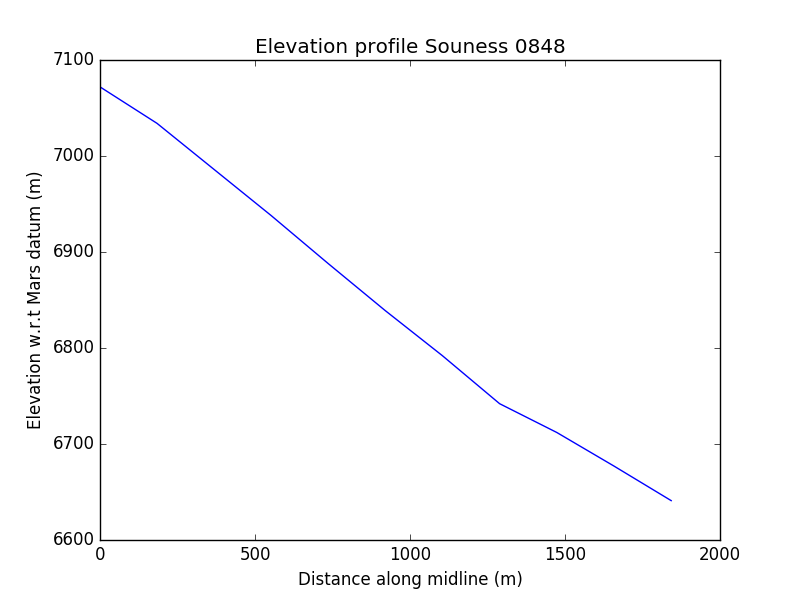 Elevation profile Souness 0848
7100
7000
6900
6800
6700
6600
Elevation w.r.t Mars datum (m)
0 500 1000 1500 2000
Distance along midline (m)